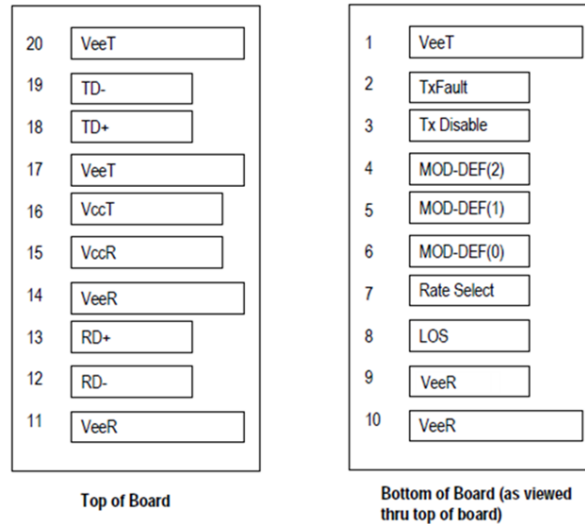 20 VeeT
19 TD-
18 TD+
17 VeeT
16 VccT
15 VccR
14 VeeR
13 RD+
12 RD-
11 VeeR
Top of Board
1 VeeT
2 TxFault
3 Tx Disable
4 MOD-DEF(2)
5 MOD-DEF(1)
6 MOD-DEF(0)
7 Rate Select
8 LOS
9 VeeR
10 VeeR
Bottom of Board (as viewed
thru top of board)